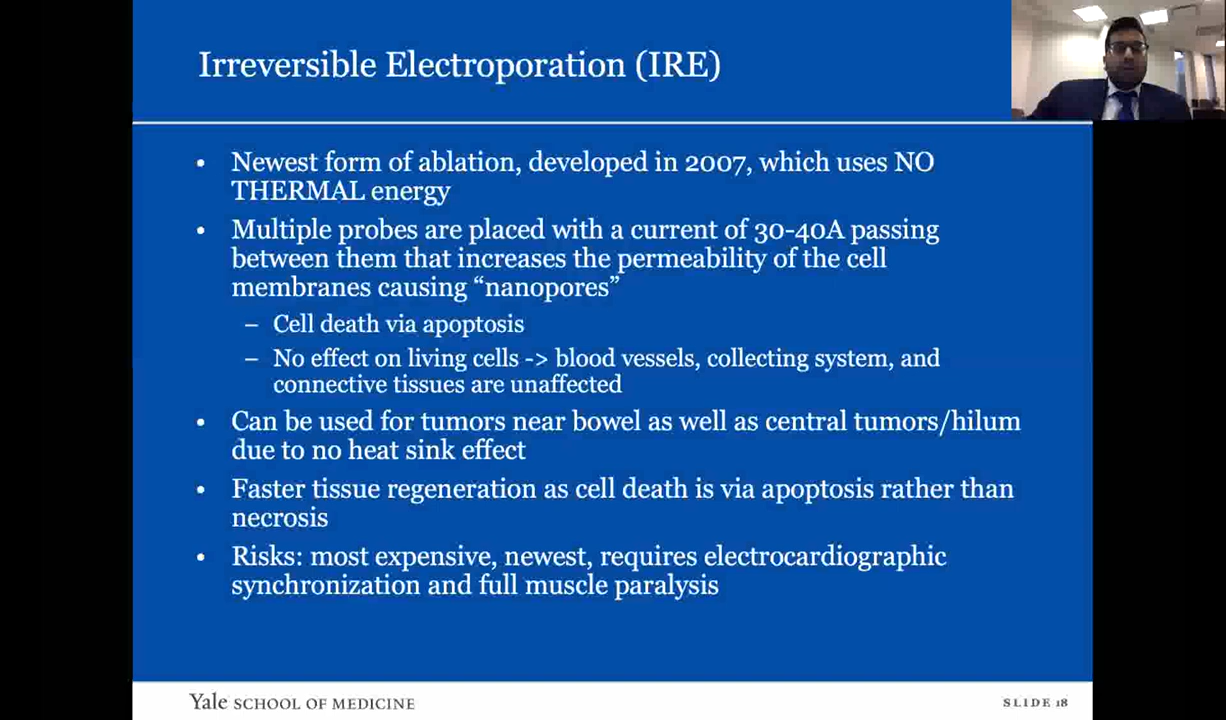 Irreversible Electroporation (IRE)
• Newest form of ablation, developed in 2007, which uses NO
THERMAL energy
• Multiple probes are placed with a current of 30-40A passing
between them that increases the permeability of the cell
membranes causing “nanopores”
– Cell death via apoptosis
– No effect on living cells -> blood vessels, collecting system, and
connective tissues are unaffected
• Can be used for tumors near bowel as well as central tumors/hilum
due to no heat sink effect
• Faster tissue regeneration as cell death is via apoptosis rather than
necrosis
• Risks: most expensive, newest, requires electrocardiographic
synchronization and full muscle paralysis
Yale SCHOOL OF MEDICINE
SLIDE 18